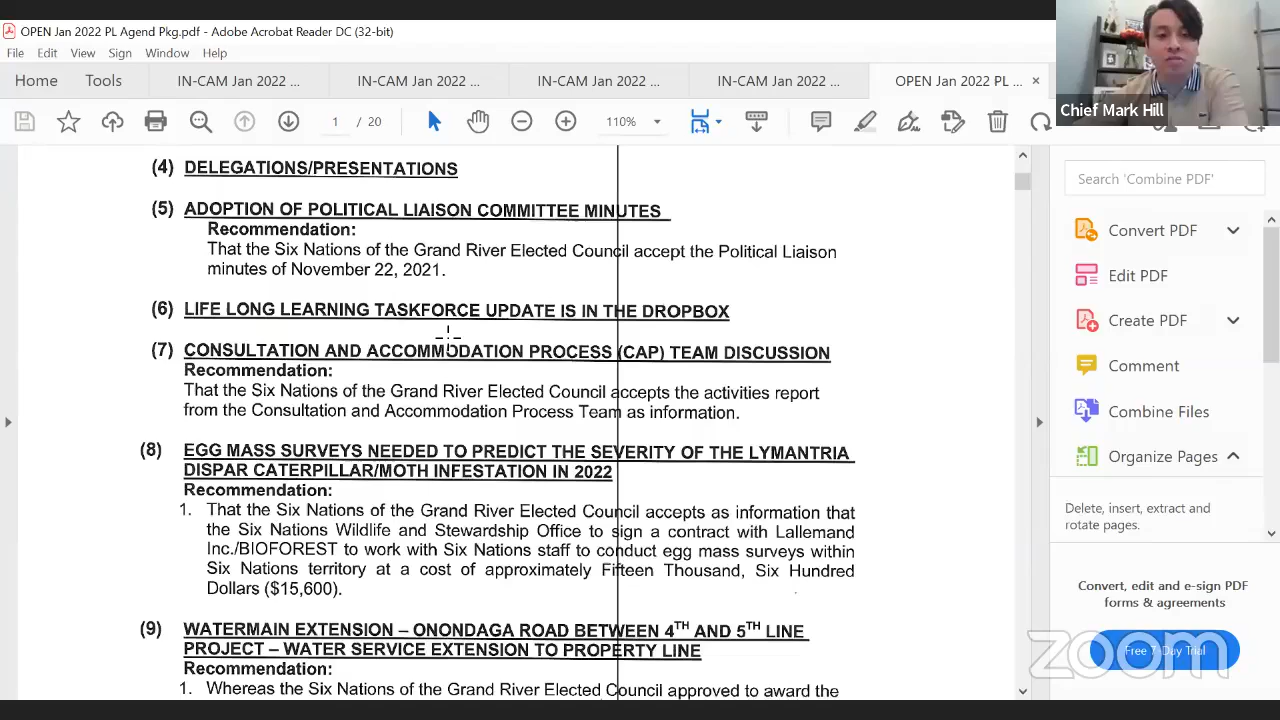 OPEN Jan 2022 PL Agend Pkg.pdf - Adobe Acrobat Reader DC (32-bit)
File Edit View Sign Window Help
Home Tools IN-CAM Jan 2022 ... IN-CAM Jan 2022 ... IN-CAM Jan 2022 ... IN-CAM Jan 2022 ... OPEN Jan 2022 PL ... ×
Chief Mark Hill
1 / 20 110%
(4) DELEGATIONS/PRESENTATIONS
(5) ADOPTION OF POLITICAL LIAISON COMMITTEE MINUTES
Recommendation:
That the Six Nations of the Grand River Elected Council accept the Political Liaison
minutes of November 22, 2021.
(6) LIFE LONG LEARNING TASKFORCE UPDATE IS IN THE DROPBOX
(7) CONSULTATION AND ACCOMMODATION PROCESS (CAP) TEAM DISCUSSION
Recommendation:
That the Six Nations of the Grand River Elected Council accepts the activities report
from the Consultation and Accommodation Process Team as information.
(8) EGG MASS SURVEYS NEEDED TO PREDICT THE SEVERITY OF THE LYMANTRIA
DISPAR CATERPILLAR/MOTH INFESTATION IN 2022
Recommendation:
1. That the Six Nations of the Grand River Elected Council accepts as information that
the Six Nations Wildlife and Stewardship Office to sign a contract with Lallemand
Inc./BIOFOREST to work with Six Nations staff to conduct egg mass surveys within
Six Nations territory at a cost of approximately Fifteen Thousand, Six Hundred
Dollars ($15,600).
(9) WATERMAIN EXTENSION – ONONDAGA ROAD BETWEEN 4TH AND 5TH LINE
PROJECT – WATER SERVICE EXTENSION TO PROPERTY LINE
Recommendation:
1. Whereas the Six Nations of the Grand River Elected Council approved to award the
Search 'Combine PDF'
Convert PDF
Edit PDF
Create PDF
Comment
Combine Files
Organize Pages
Delete, insert, extract and
rotate pages.
Convert, edit and e-sign PDF
forms & agreements
Free 7-Day Trial
zoom